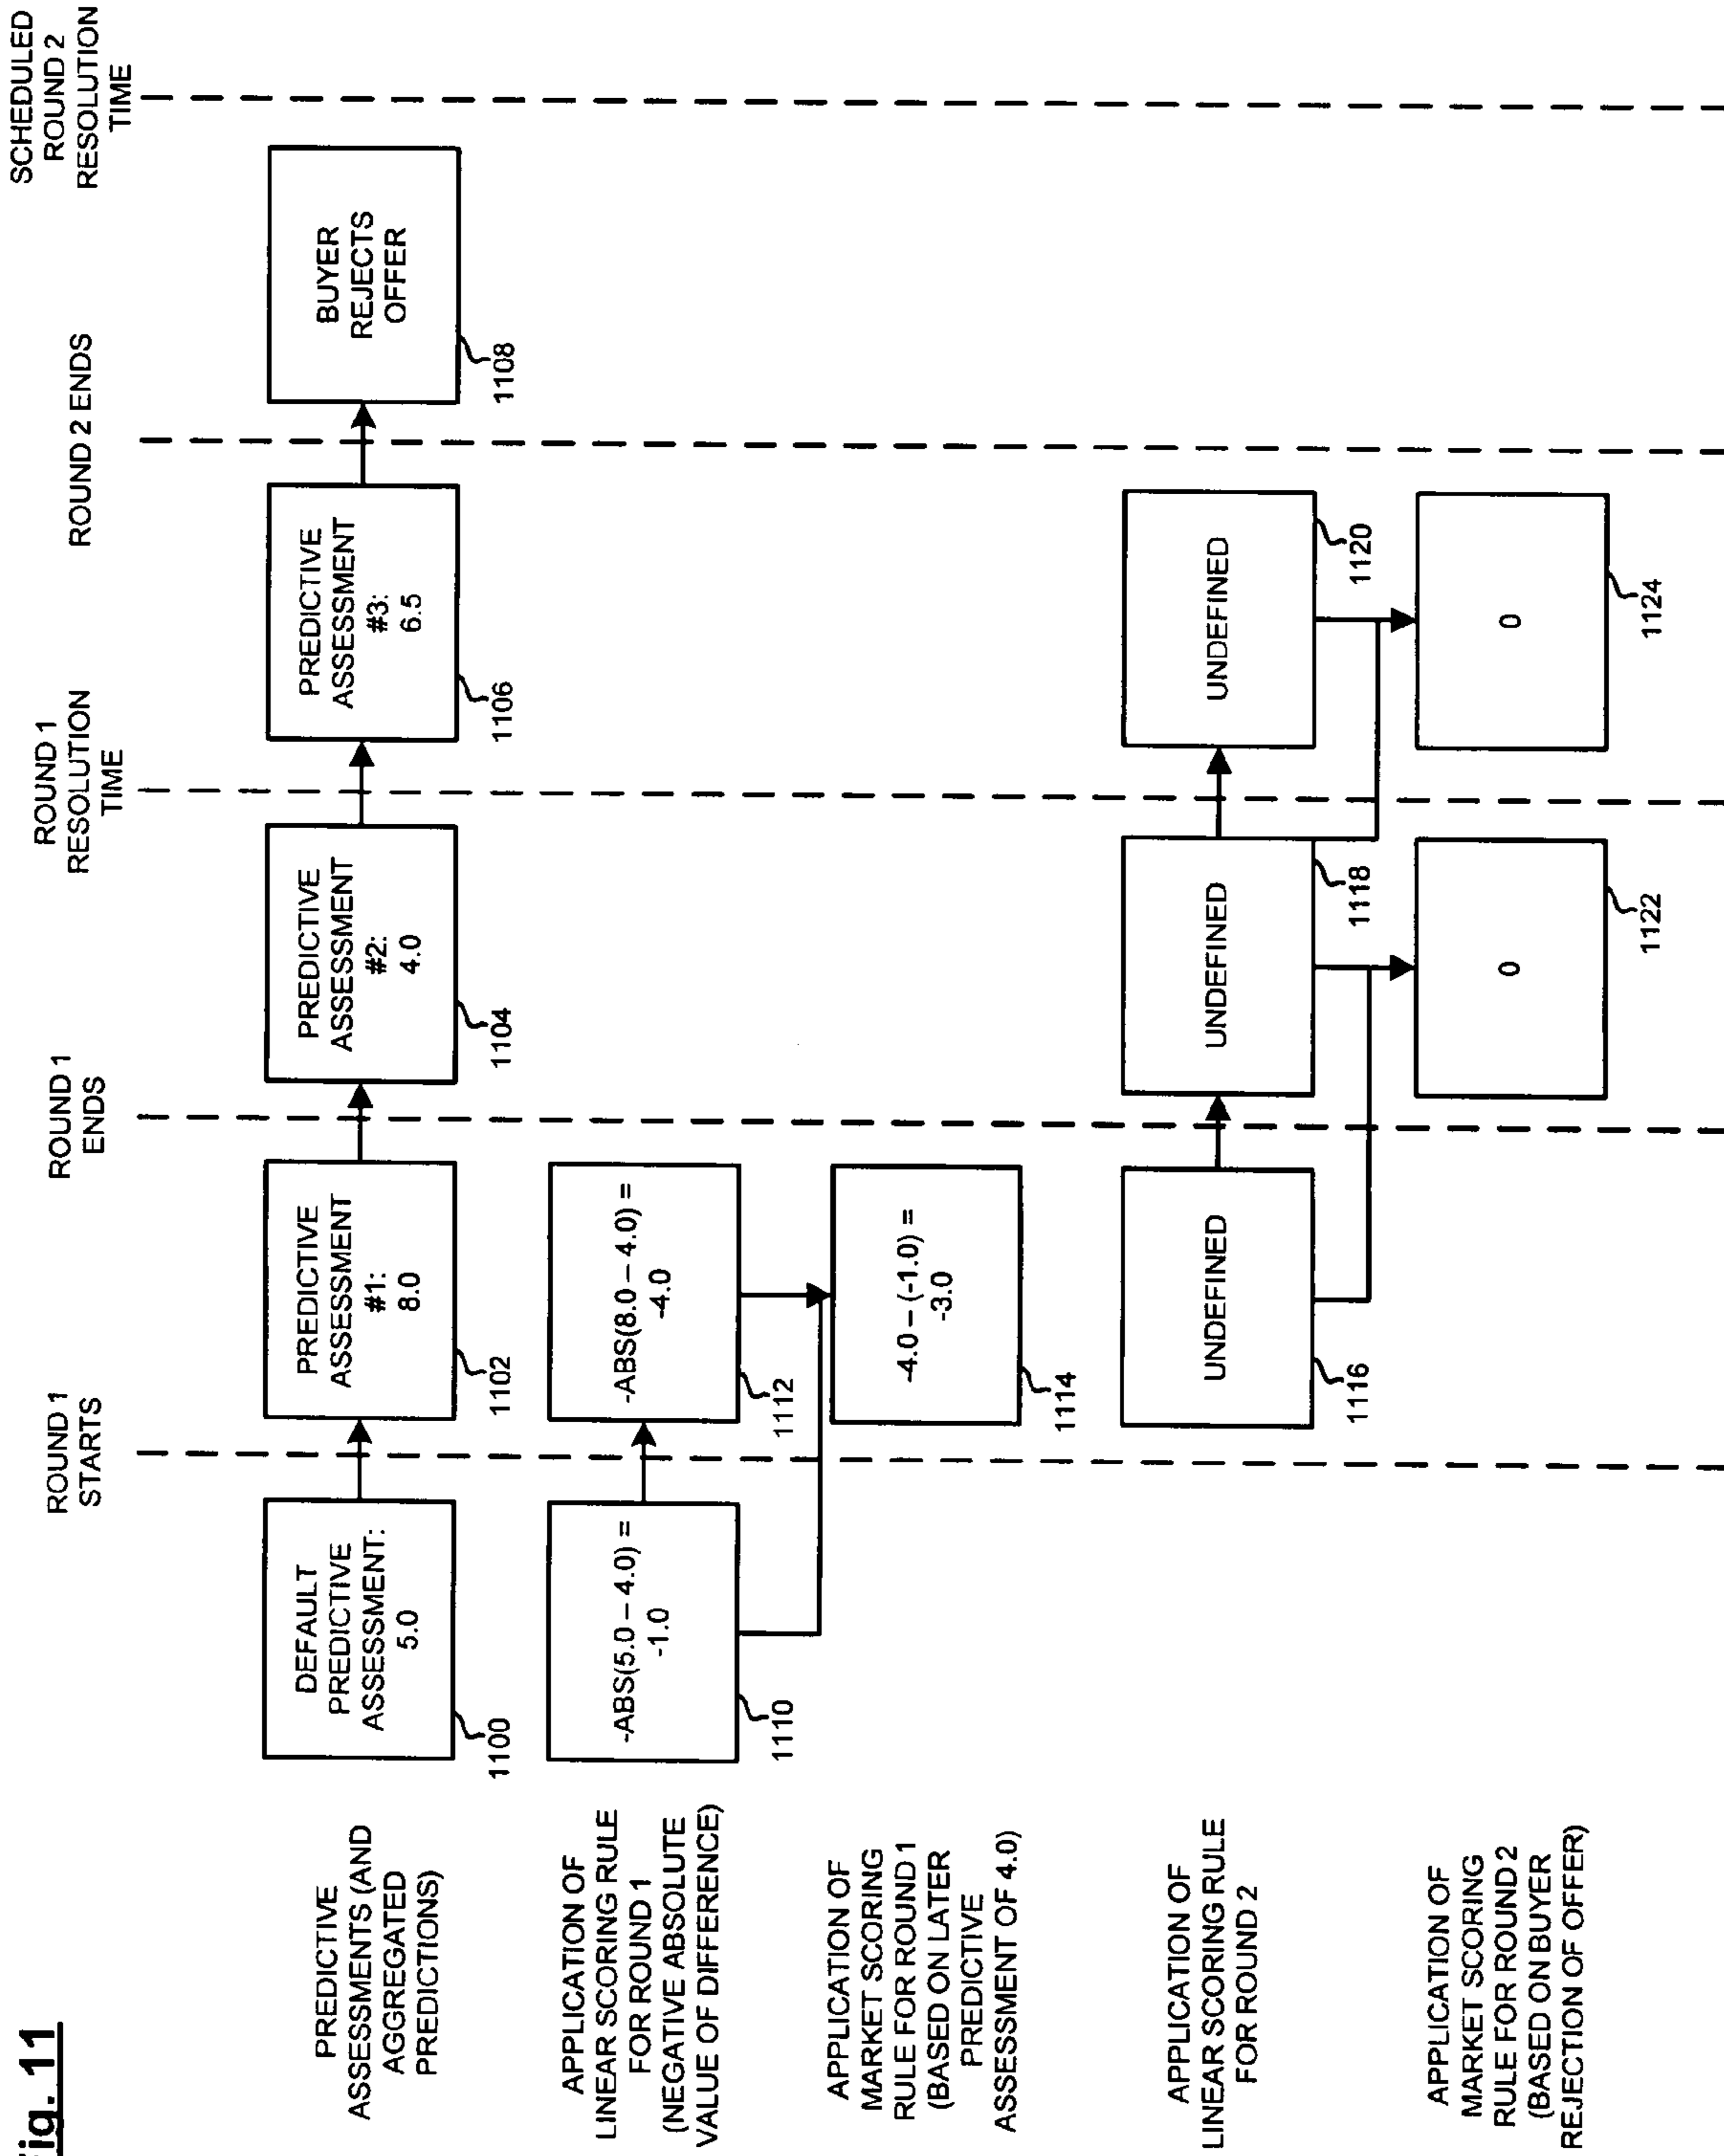 Fig. 11
ROUND 1
STARTS
ROUND 1
ENDS
ROUND 1
RESOLUTION
TIME
ROUND 2 ENDS
SCHEDULED
ROUND 2
RESOLUTION
TIME
PREDICTIVE
ASSESSMENTS (AND
AGGREGATED
PREDICTIONS)
DEFAULT
PREDICTIVE
ASSESSMENT:
5.0
1100
PREDICTIVE
ASSESSMENT
#1:
8.0
1102
PREDICTIVE
ASSESSMENT
#2:
4.0
1104
PREDICTIVE
ASSESSMENT
#3:
6.5
1106
BUYER
REJECTS
OFFER
1108
APPLICATION OF
LINEAR SCORING RULE
FOR ROUND 1
(NEGATIVE ABSOLUTE
VALUE OF DIFFERENCE)
-ABS(5.0 – 4.0) =
-1.0
1110
-ABS(8.0 – 4.0) =
-4.0
1112
APPLICATION OF
MARKET SCORING
RULE FOR ROUND 1
(BASED ON LATER
PREDICTIVE
ASSESSMENT OF 4.0)
-4.0 – (-1.0) =
-3.0
1114
APPLICATION OF
LINEAR SCORING RULE
FOR ROUND 2
UNDEFINED
1116
UNDEFINED
1118
UNDEFINED
1120
APPLICATION OF
MARKET SCORING
RULE FOR ROUND 2
(BASED ON BUYER
REJECTION OF OFFER)
0
1122
0
1124